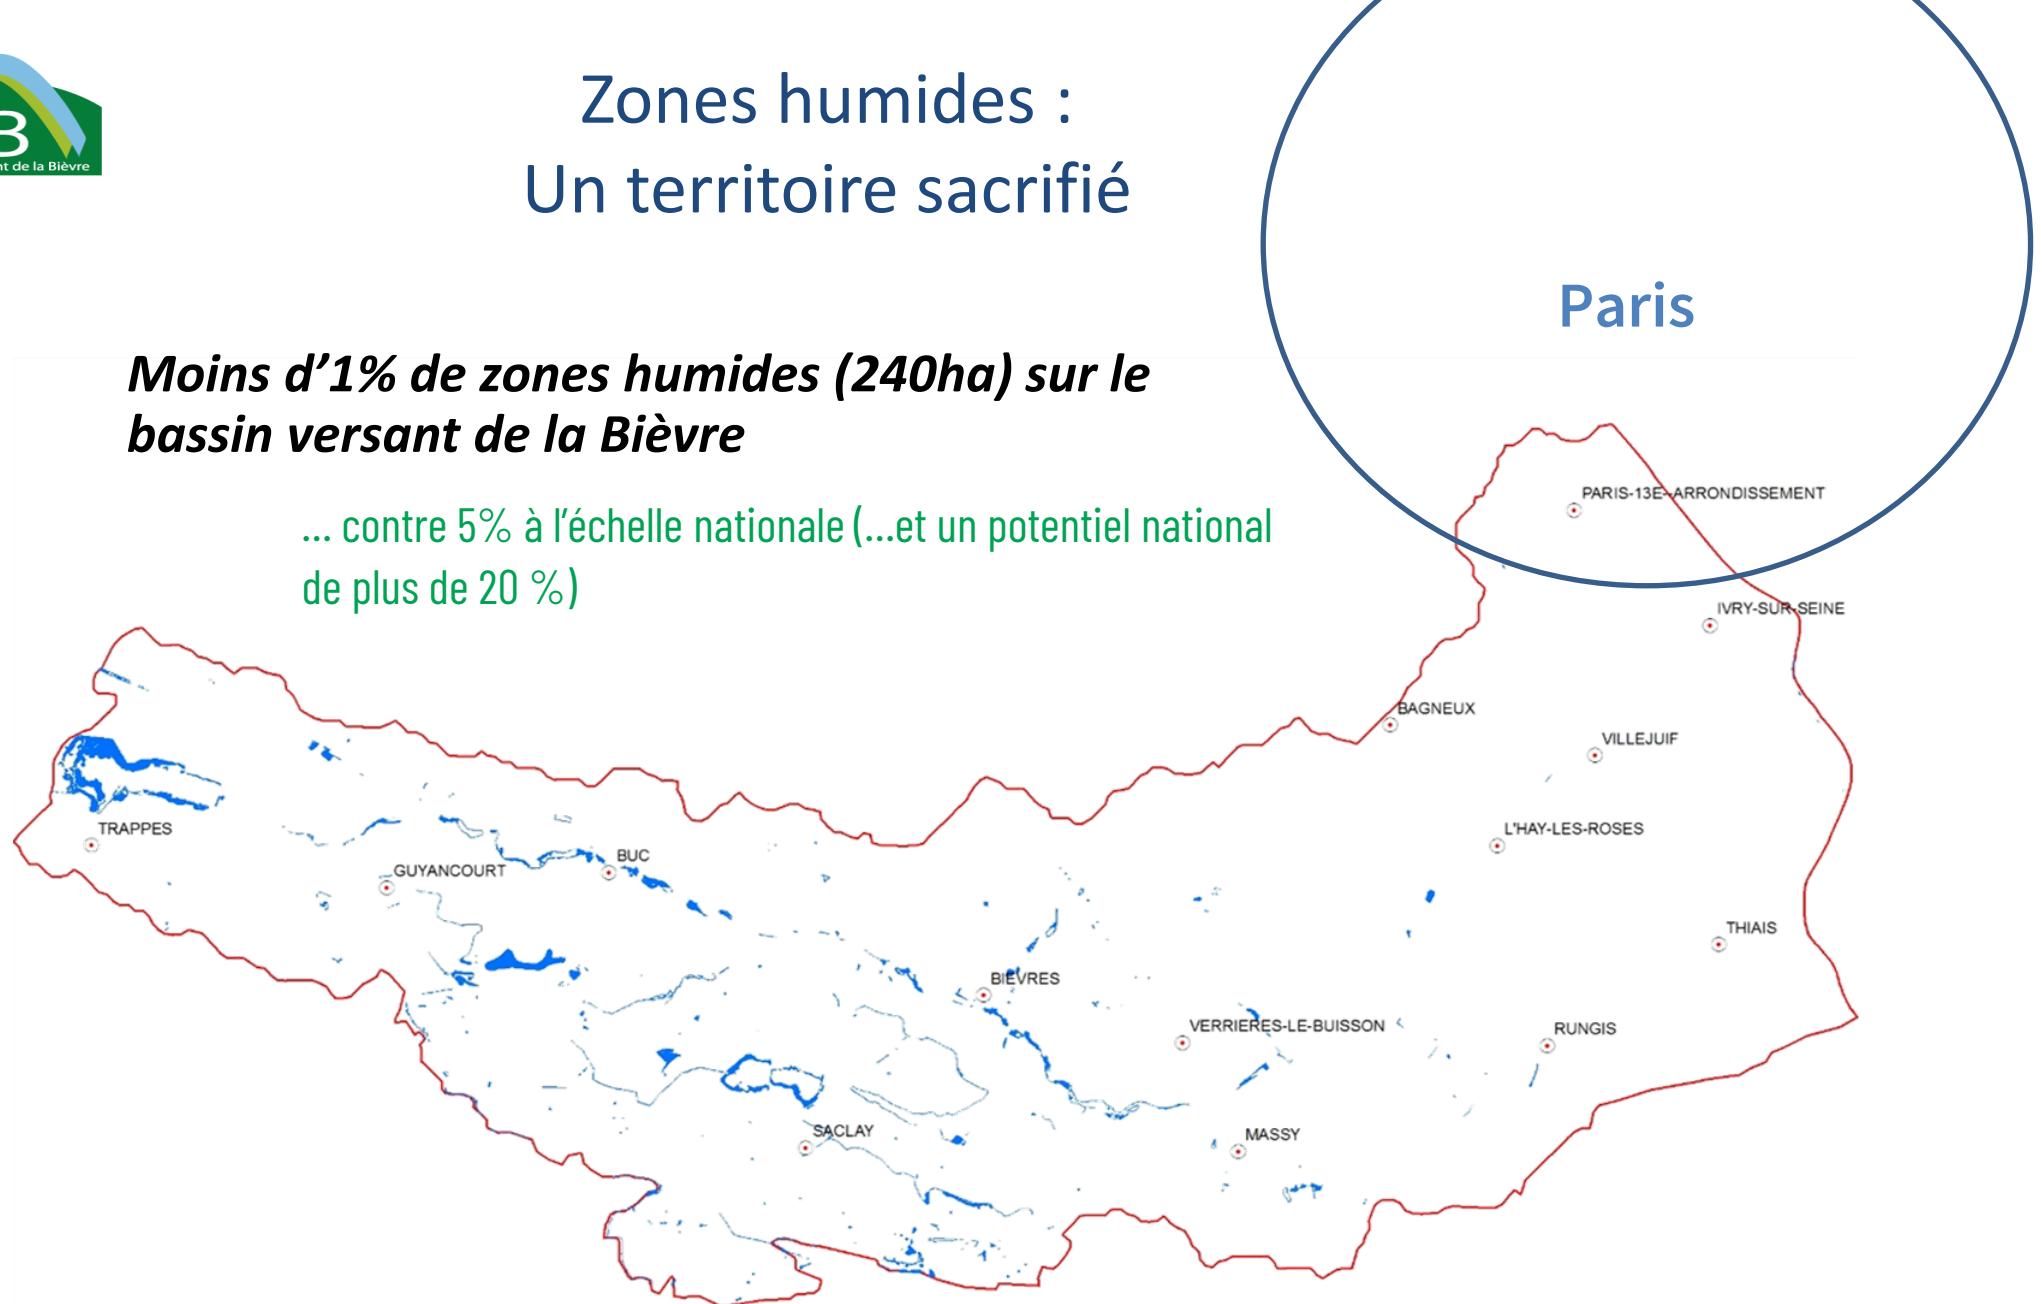 Zones humides :
Un territoire sacrifié
B
nt de la Bièvre
Paris
Moins d’1% de zones humides (240ha) sur le
bassin versant de la Bièvre
... contre 5% à l’échelle nationale (...et un potentiel national
de plus de 20 %)
PARIS-13E--ARRONDISSEMENT
IVRY-SUR-SEINE
BAGNEUX
VILLEJUIF
TRAPPES
L'HAY-LES-ROSES
BUC
GUYANCOURT
THIAIS
BIEVRES
VERRIERES-LE-BUISSON
RUNGIS
SACLAY
MASSY